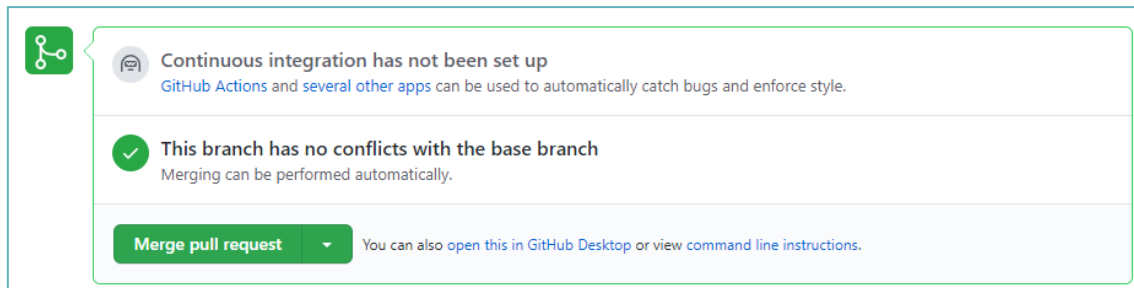 Continuous integration has not been set up
GitHub Actions and several other apps can be used to automatically catch bugs and enforce style.
This branch has no conflicts with the base branch
Merging can be performed automatically.
Merge pull request
You can also open this in GitHub Desktop or view command line instructions.